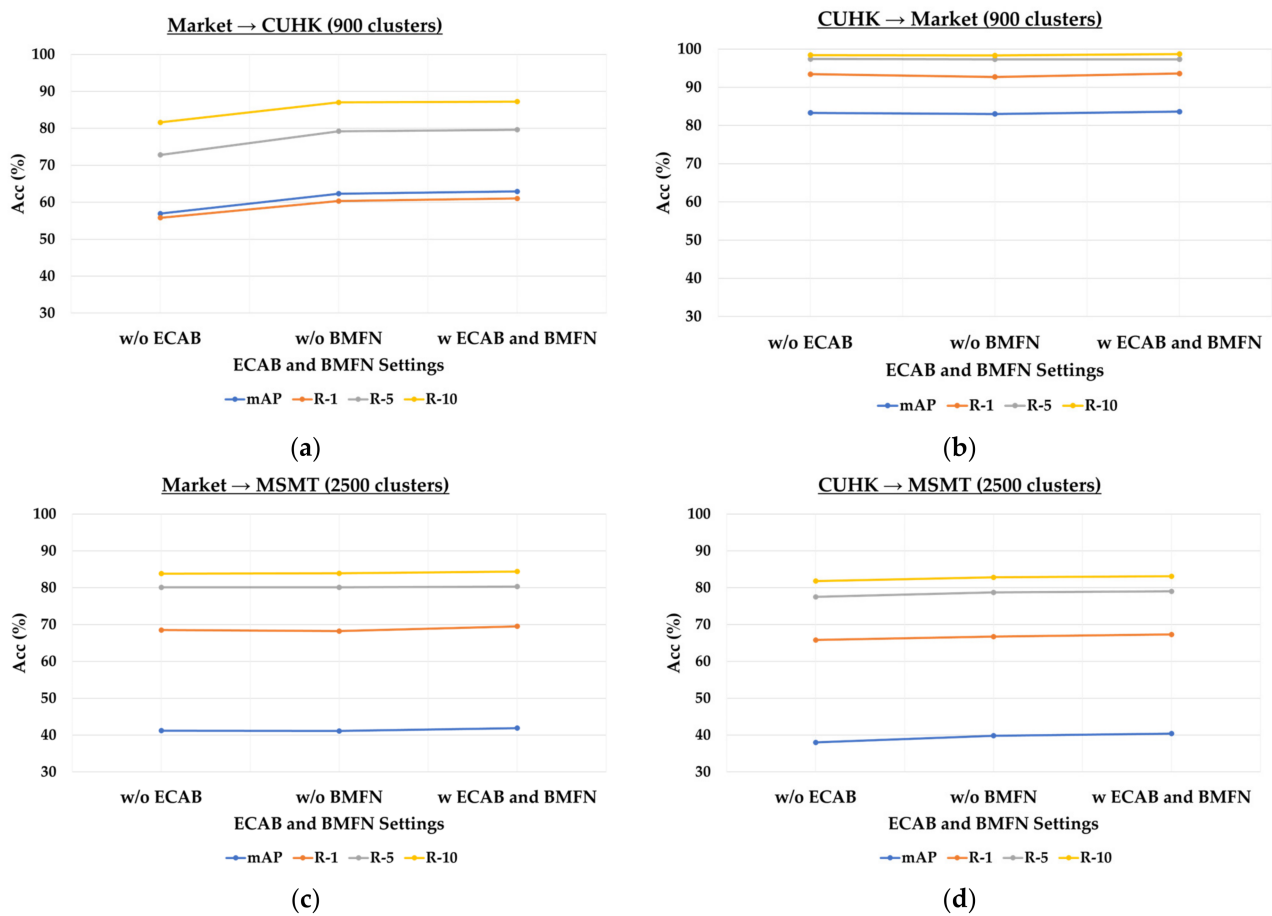 Market → CUHK (900 clusters)
100
90
80
70
60
50
40
30
Acc (%)
w/o ECAB w/o BMFN w ECAB and BMFN
ECAB and BMFN Settings
mAP R-1 R-5 R-10
(a)
CUHK → Market (900 clusters)
100
90
80
70
60
50
40
30
Acc (%)
w/o ECAB w/o BMFN w ECAB and BMFN
ECAB and BMFN Settings
mAP R-1 R-5 R-10
(b)
Market → MSMT (2500 clusters)
100
90
80
70
60
50
40
30
Acc (%)
w/o ECAB w/o BMFN w ECAB and BMFN
ECAB and BMFN Settings
mAP R-1 R-5 R-10
(c)
CUHK → MSMT (2500 clusters)
100
90
80
70
60
50
40
30
Acc (%)
w/o ECAB w/o BMFN w ECAB and BMFN
ECAB and BMFN Settings
mAP R-1 R-5 R-10
(d)